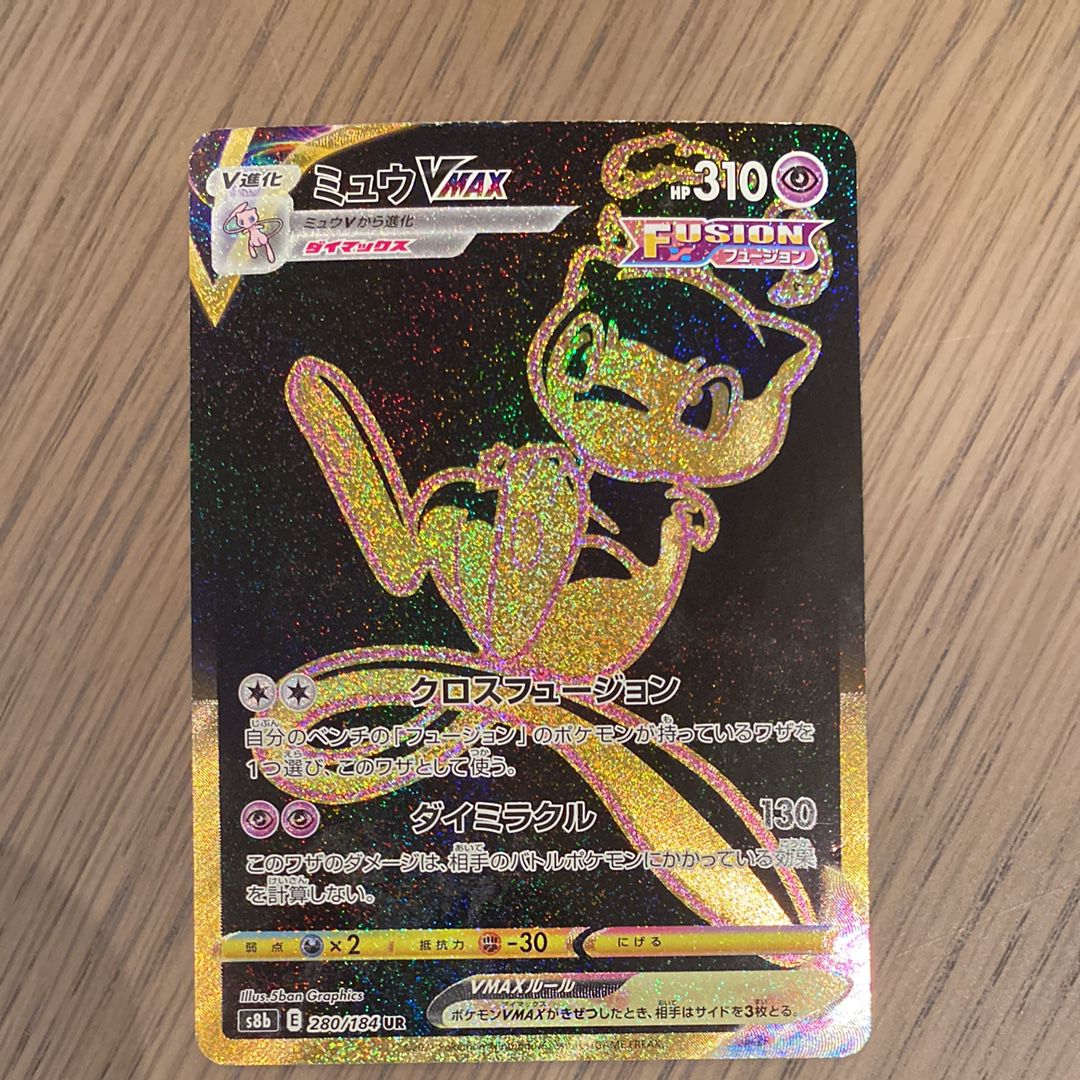 V進化
ミュウVMAX
HP 310
ミュウVから進化
ダイマックス
FUSION
フュージョン
クロスフュージョン
自分のベンチの「フュージョン」のポケモンが持っているワザを
1つ選び、このワザとして使う。
ダイミラクル 130
このワザのダメージは、相手のバトルポケモンにかかっている効果
を計算しない。
弱点 ×2 抵抗力 -30 にげる
VMAXルール
ポケモンVMAXがきぜつしたとき、相手はサイドを3枚とる。
Illus.5ban Graphics
s8b E 280/184 UR